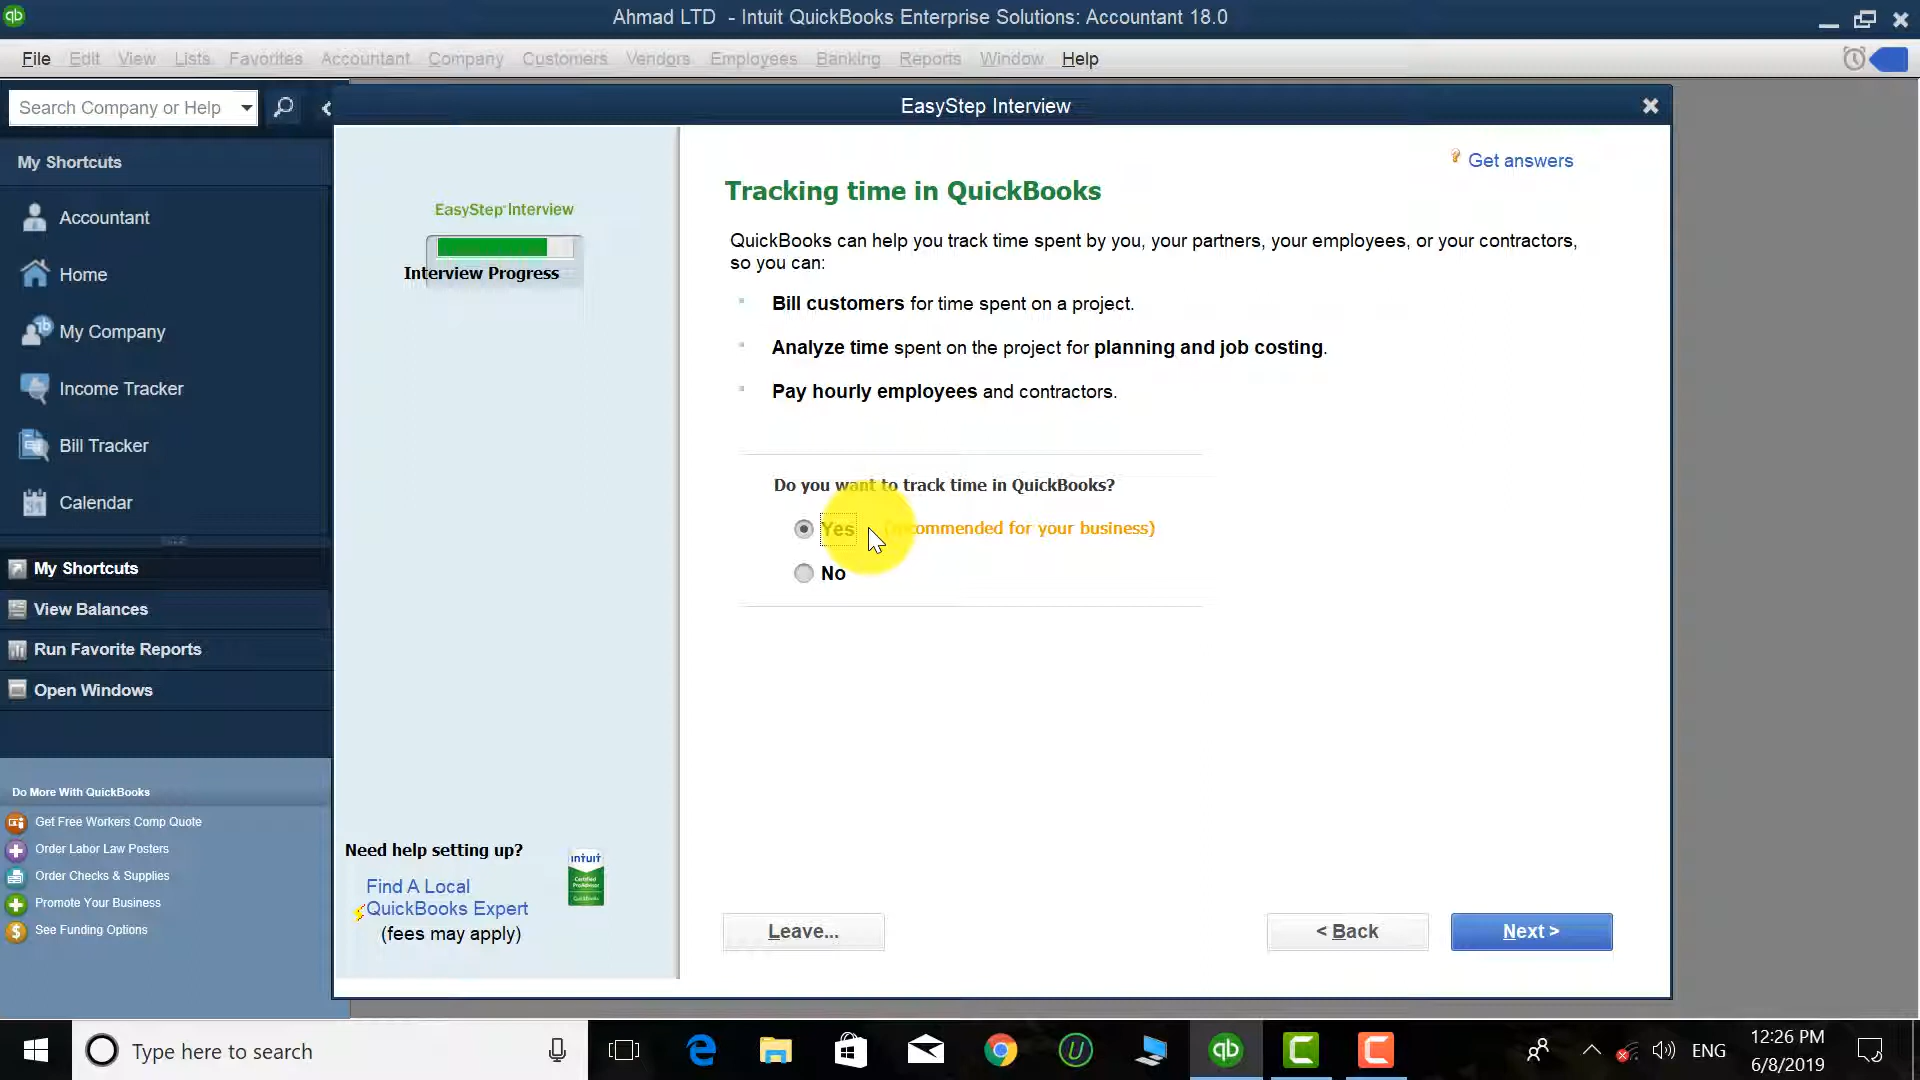 Ahmad LTD - Intuit QuickBooks Enterprise Solutions: Accountant 18.0
File Edit View Lists Favorites Accountant Company Customers Vendors Employees Banking Reports Window Help
Search Company or Help
My Shortcuts
Accountant
Home
My Company
Income Tracker
Bill Tracker
Calendar
My Shortcuts
View Balances
Run Favorite Reports
Open Windows
Do More With QuickBooks
Get Free Workers Comp Quote
Order Labor Law Posters
Order Checks & Supplies
Promote Your Business
See Funding Options
EasyStep Interview
EasyStep Interview
Interview Progress
Need help setting up?
Find A Local
QuickBooks Expert
(fees may apply)
intuit
Certified
ProAdvisor
QuickBooks
Get answers
Tracking time in QuickBooks
QuickBooks can help you track time spent by you, your partners, your employees, or your contractors,
so you can:
Bill customers for time spent on a project.
Analyze time spent on the project for planning and job costing.
Pay hourly employees and contractors.
Do you want to track time in QuickBooks?
Yes (recommended for your business)
No
Leave...
< Back
Next >
Type here to search
ENG
12:26 PM
6/8/2019